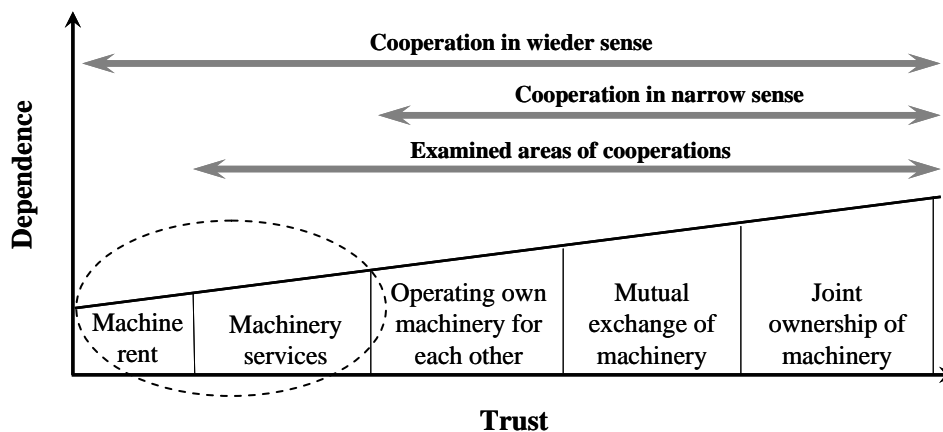 Cooperation in wieder sense
Cooperation in narrow sense
Examined areas of cooperations
Dependence
Machine
rent
Machinery
services
Operating own
machinery for
each other
Mutual
exchange of
machinery
Joint
ownership of
machinery
Trust